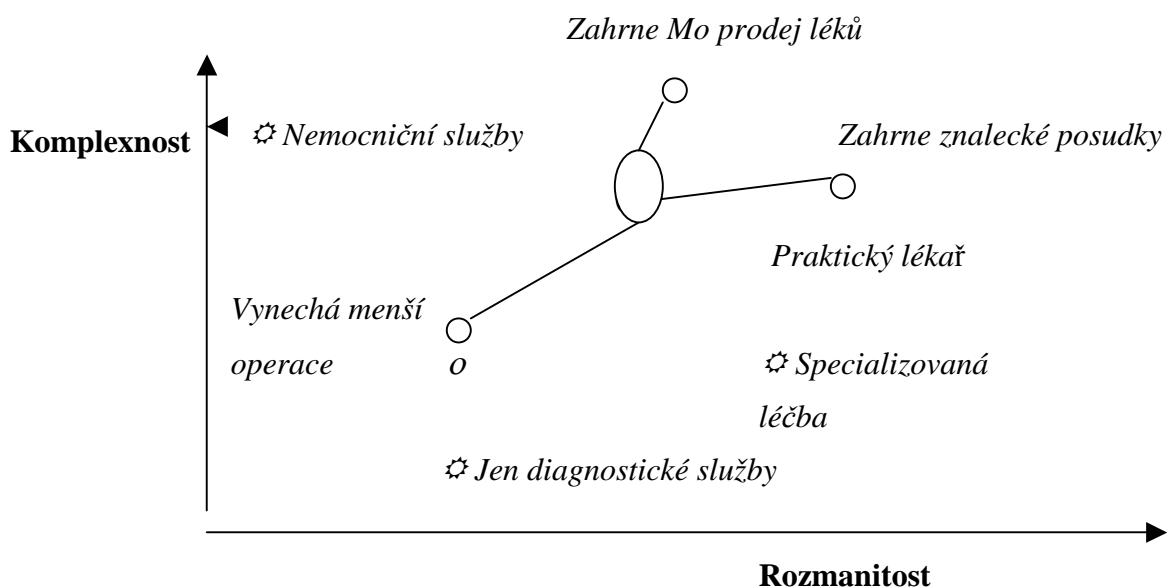 Zahrne Mo prodej léků
Komplexnost
Nemocniční služby
Zahrne znalecké posudky
Praktický lékař
Vynechá menší
operace o
Specializovaná
léčba
Jen diagnostické služby
Rozmanitost